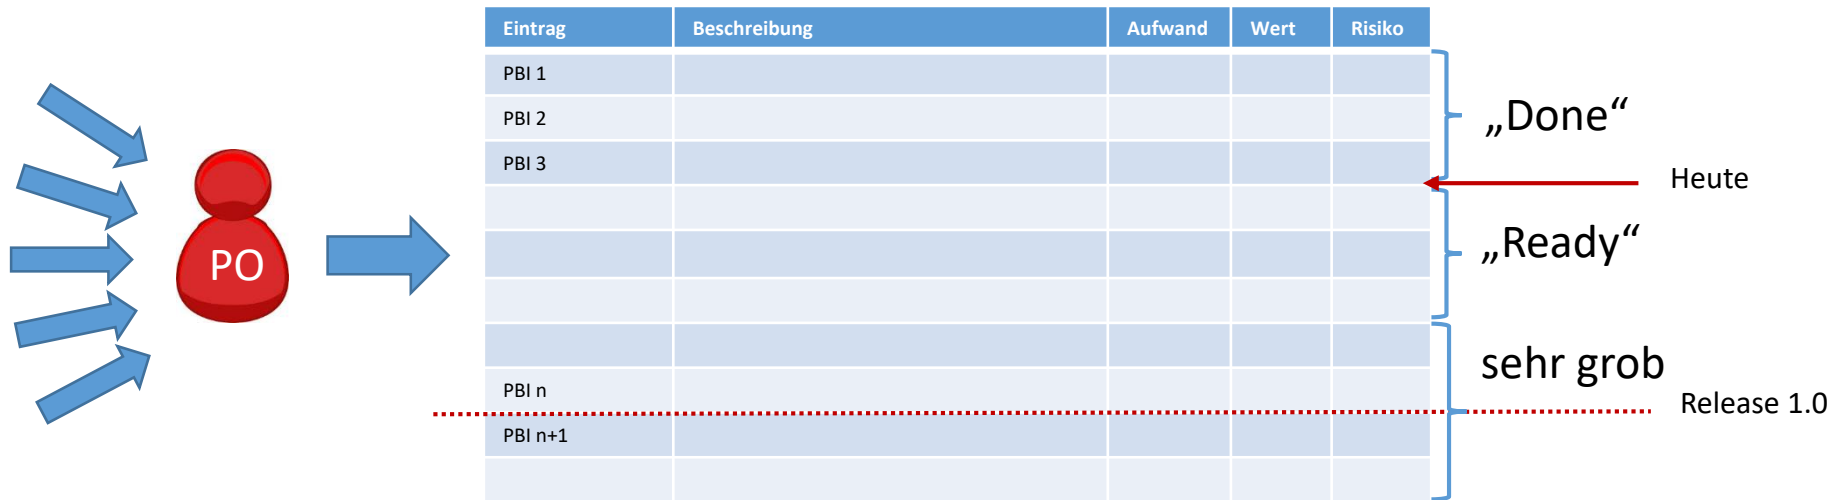 Eintrag Beschreibung Aufwand Wert Risiko
PBI 1
PBI 2
„Done“
PBI 3
Heute
„Ready“
PO
sehr grob
PBI n
Release 1.0
PBI n+1